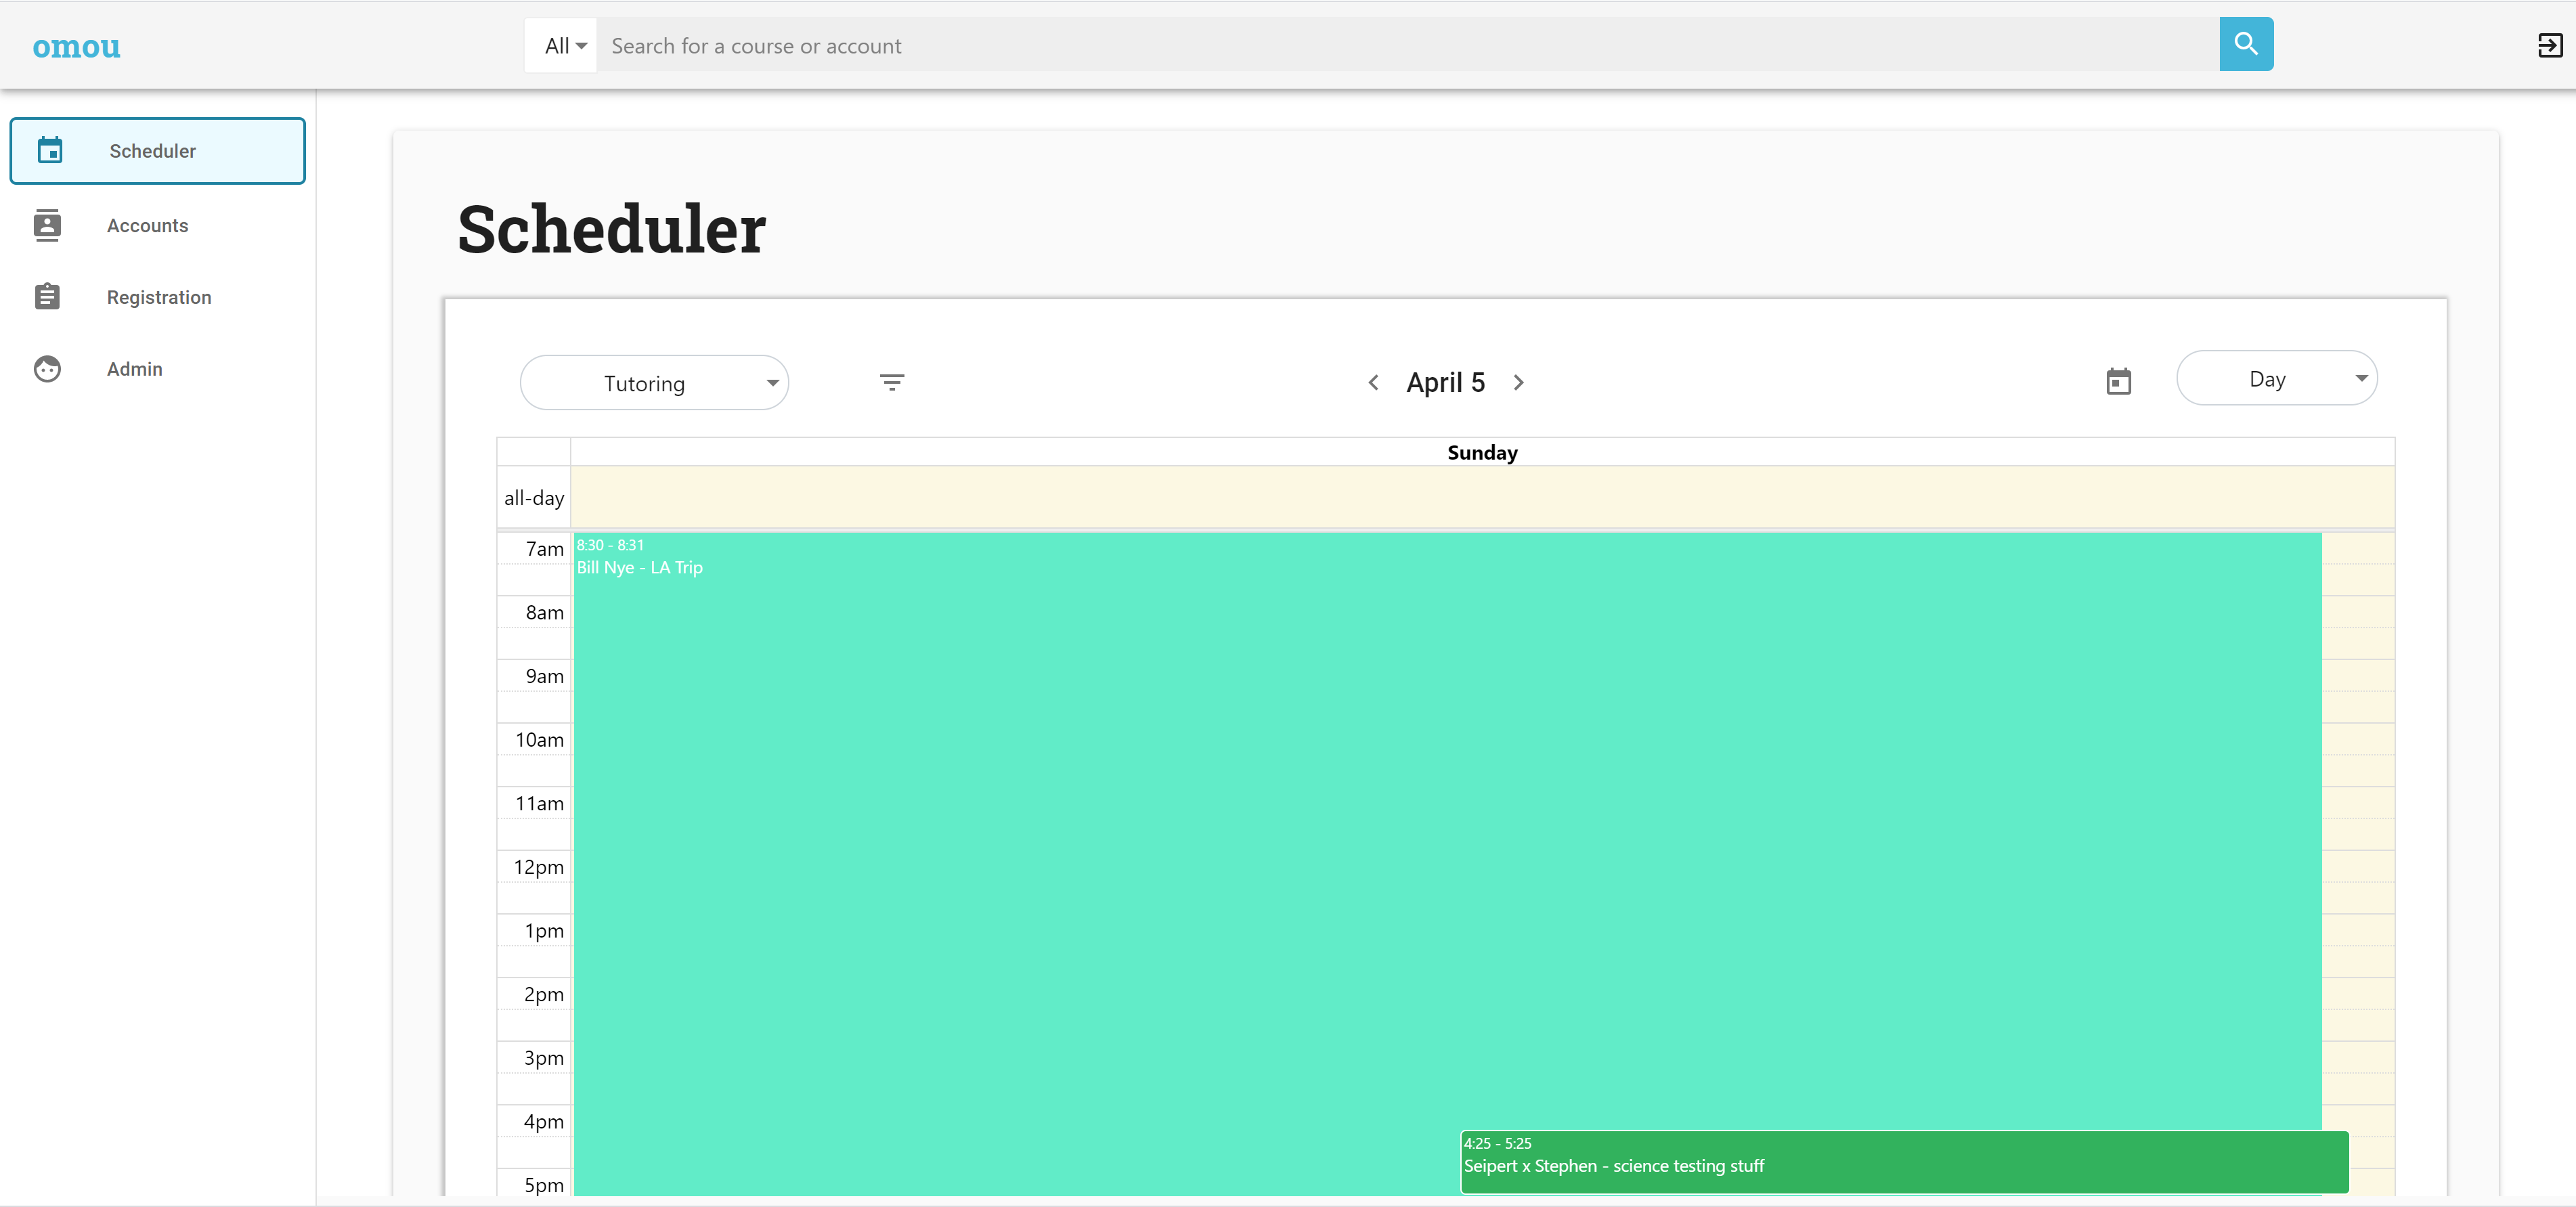 omou
All
Search for a course or account
Scheduler
Accounts
Registration
Admin
Scheduler
Tutoring
April 5
Day
Sunday
all-day
7am
8:30 - 8:31
Bill Nye - LA Trip
8am
9am
10am
11am
12pm
1pm
2pm
3pm
4pm
4:25 - 5:25
Seipert x Stephen - science testing stuff
5pm